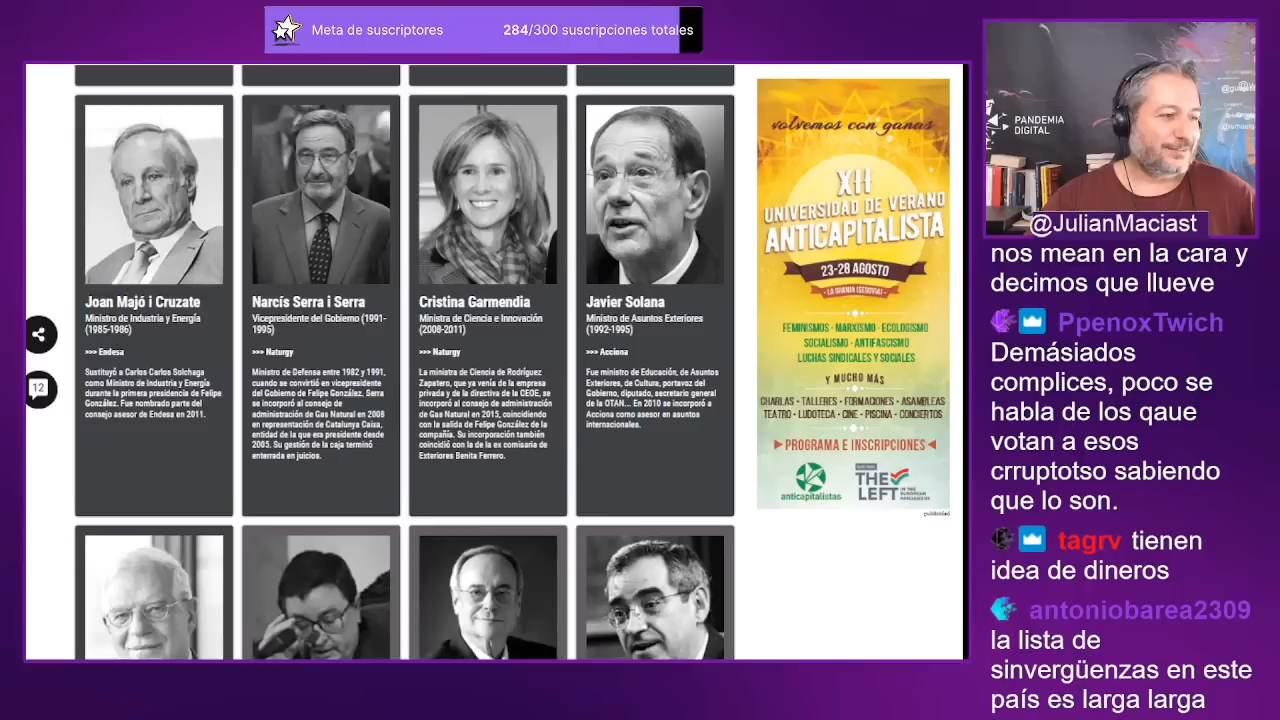 Meta de suscriptores 284/300 suscripciones totales
Joan Majó i Cruzate
Ministro de Industria y Energía
(1985-1986)
>>> Endesa
Sustituyó a Carlos Carlos Solchaga
como Ministro de Industria y Energía
durante la primera presidencia de Felipe
González. Fue nombrado parte del
consejo asesor de Endesa en 2011.
Narcís Serra i Serra
Vicepresidente del Gobierno (1991-
1995)
>>> Naturgy
Ministro de Defensa entre 1982 y 1991,
cuando se convirtió en vicepresidente
del Gobierno de Felipe González. Serra
se incorporó al consejo de
administración de Gas Natural en 2008
en representación de Catalunya Caixa,
entidad de la que era presidente desde
2005. Su gestión de la caja terminó
enterrada en juicios.
Cristina Garmendia
Ministra de Ciencia e Innovación
(2008-2011)
>>> Naturgy
La ministra de Ciencia de Rodríguez
Zapatero, que ya venía de la empresa
privada y de la directiva de la CEOE, se
incorporó al consejo de administración
de Gas Natural en 2015, coincidiendo
con la salida de Felipe González de la
compañía. Su incorporación también
coincidió con la de la ex comisaria de
Exteriores Benita Ferrero.
Javier Solana
Ministro de Asuntos Exteriores
(1992-1995)
>>> Acciona
Fue ministro de Educación, de Asuntos
Exteriores, de Cultura, portavoz del
Gobierno, diputado, secretario general
de la OTAN... En 2010 se incorporó a
Acciona como asesor en asuntos
internacionales.
12
volvemos con ganas
XII
UNIVERSIDAD DE VERANO
ANTICAPITALISTA
23-28 AGOSTO
LA GRANJA (SEGOVIA)
FEMINISMOS · MARXISMO · ECOLOGISMO
SOCIALISMO · ANTIFASCISMO
LUCHAS SINDICALES Y SOCIALES
Y MUCHO MÁS
CHARLAS · TALLERES · FORMACIONES · ASAMBLEAS
TEATRO · LUDOTECA · CINE · PISCINA · CONCIERTOS
PROGRAMA E INSCRIPCIONES
anticapitalistas
THE LEFT
IN THE
EUROPEAN
PARLIAMENT
publicidad
PANDEMIA
DIGITAL
@JulianMaciast
nos mean en la cara y
decimos que llueve
PpenoxTwich
Demásiados
complices, poco se
habla de los qaue
votan a esos
crruptotso sabiendo
que lo son.
tagrv tienen
idea de dineros
antoniobarea2309
la lista de
sinvergüenzas en este
país es larga larga